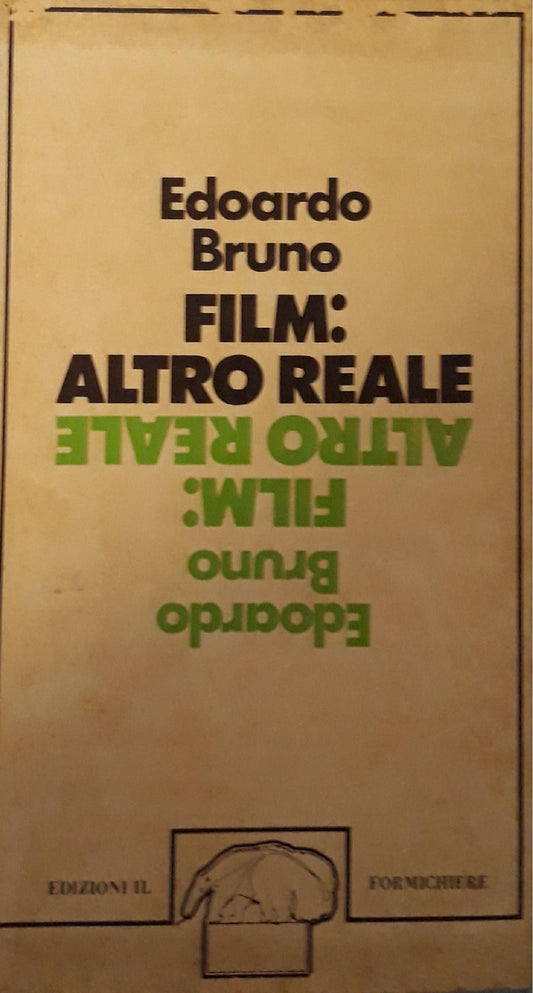 Edoardo
Bruno
FILM:
ALTRO REALE
ALTRO REALE
FILM:
Bruno
Edoardo
EDIZIONI IL FORMICHIERE